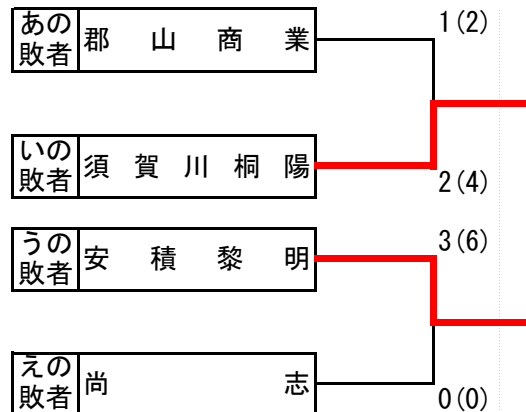 あの敗者 郡山商業 1(2)
いの敗者 須賀川桐陽 2(4)
うの敗者 安積黎明 3(6)
えの敗者 尚志 0(0)